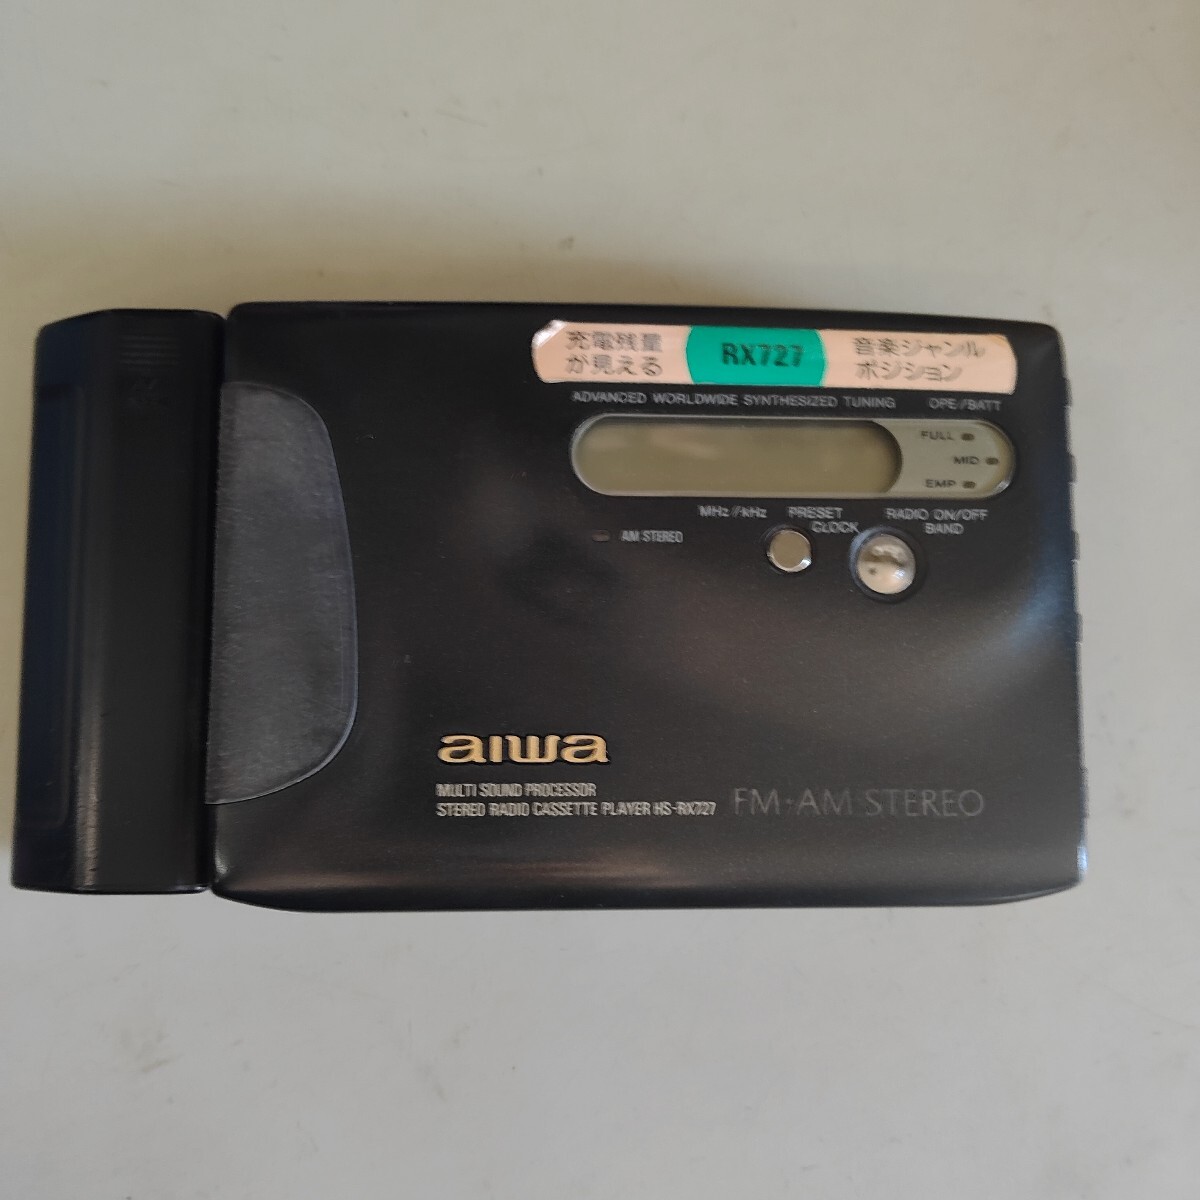 充電残量
が見える
RX727
音楽ジャンル
ポジション
ADVANCED WORLDWIDE SYNTHESIZED TUNING
OPE/BATT
FULL
MID
EMP
MHz/kHz
PRESET
CLOCK
RADIO ON/OFF
BAND
AM STEREO
aiwa
MULTI SOUND PROCESSOR
STEREO RADIO CASSETTE PLAYER HS-RX727
FM·AM STEREO